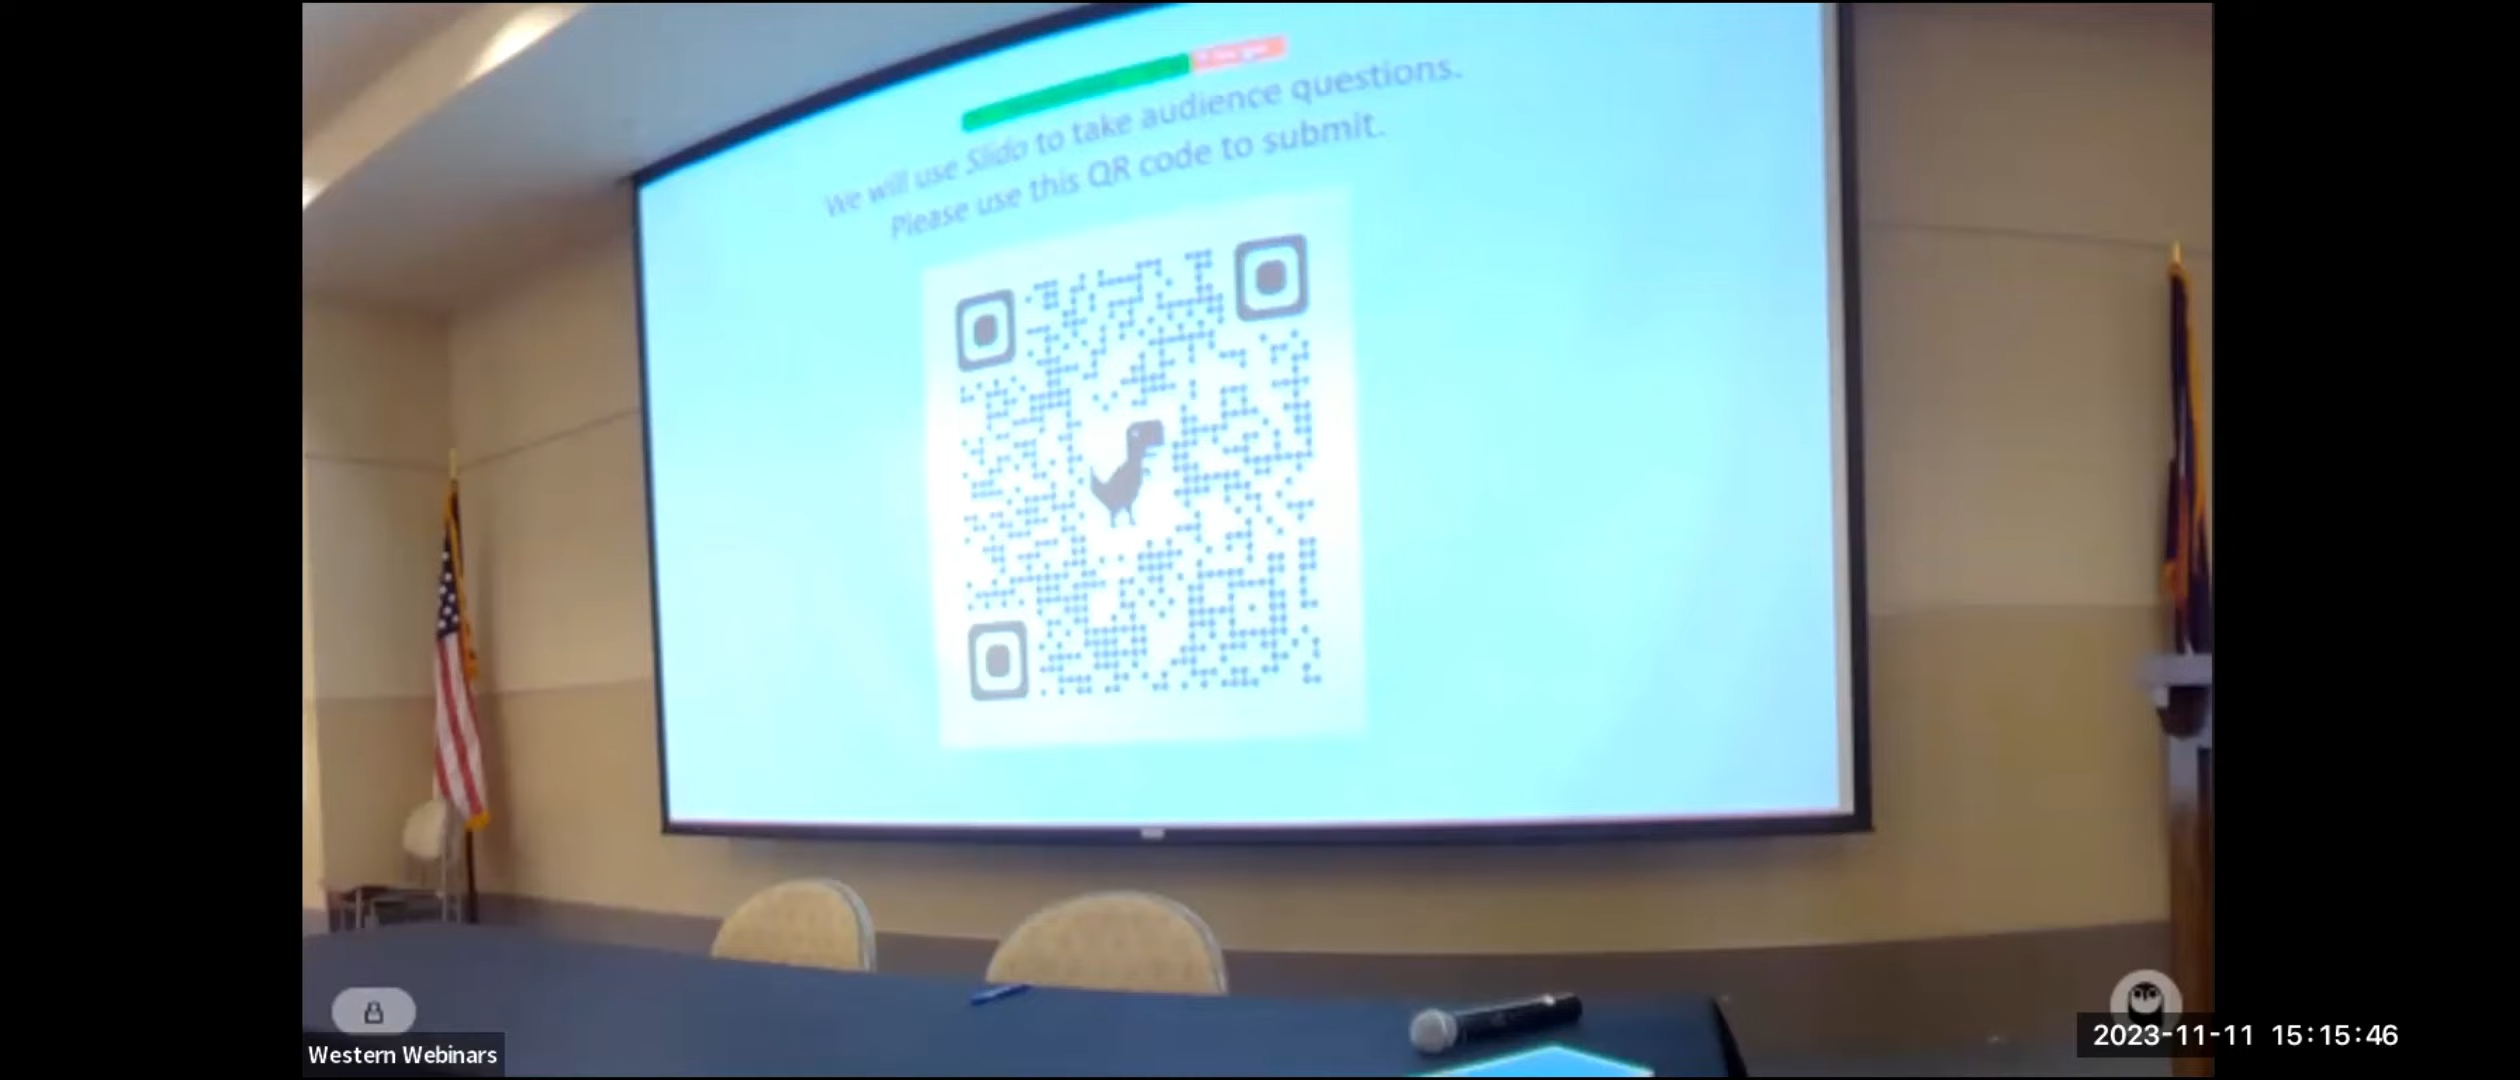 We will use Slido to take audience questions.
Please use this QR code to submit.
Western Webinars
2023-11-11 15:15:46